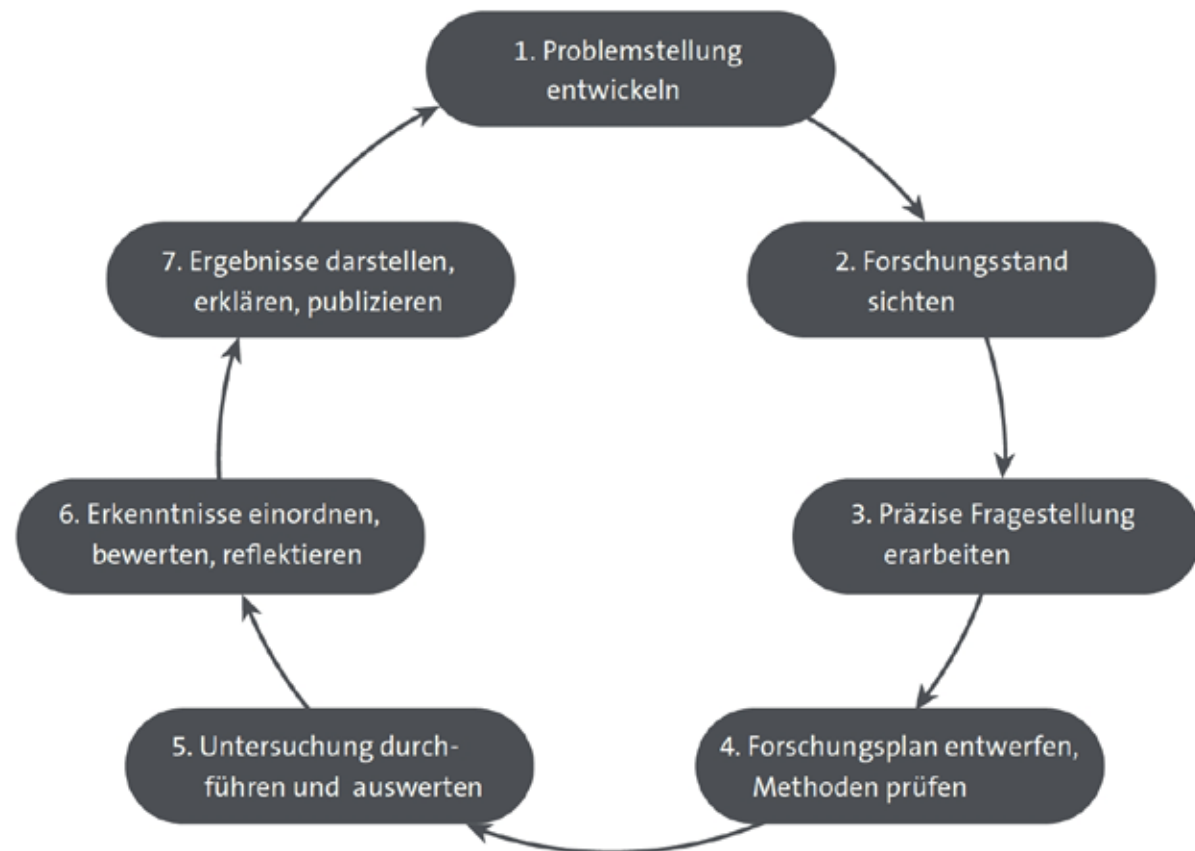 1. Problemstellung
entwickeln
2. Forschungsstand
sichten
3. Präzise Fragestellung
erarbeiten
4. Forschungsplan entwerfen,
Methoden prüfen
5. Untersuchung durch-
führen und auswerten
6. Erkenntnisse einordnen,
bewerten, reflektieren
7. Ergebnisse darstellen,
erklären, publizieren